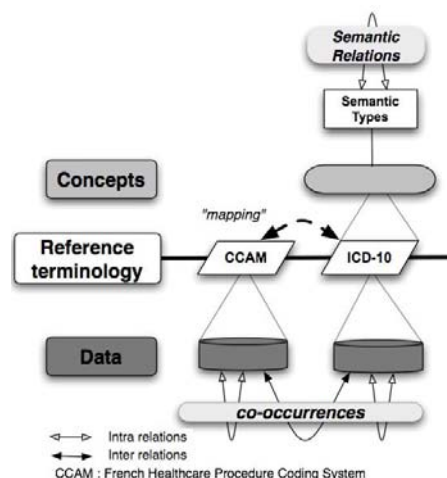 Semantic
Relations
Semantic
Types
Concepts
"mapping"
Reference
terminology
CCAM
ICD-10
Data
co-occurrences
Intra relations
Inter relations
CCAM : French Healthcare Procedure Coding System